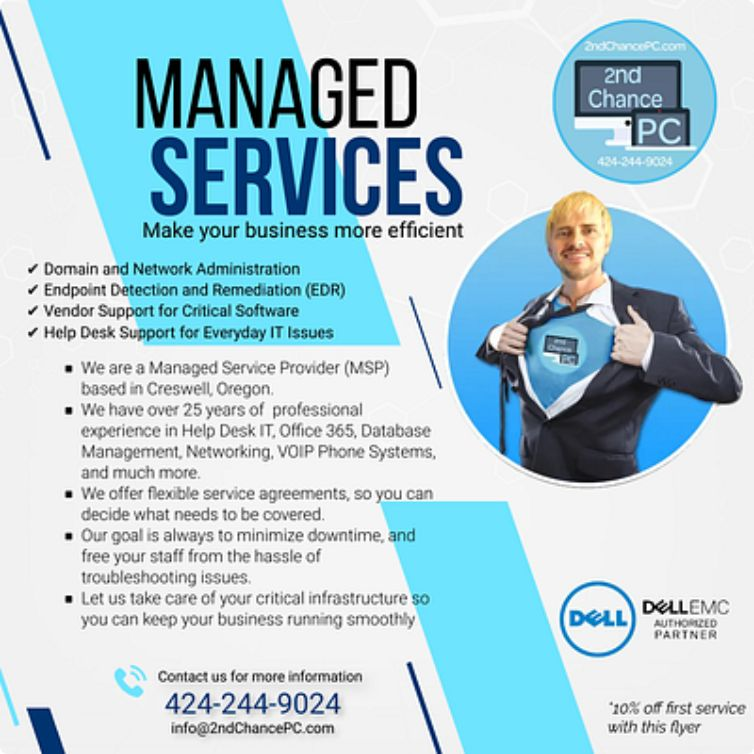 2ndChancePC.com
2nd
Chance
PC
424-244-9024
MANAGED
SERVICES
Make your business more efficient
✔ Domain and Network Administration
✔ Endpoint Detection and Remediation (EDR)
✔ Vendor Support for Critical Software
✔ Help Desk Support for Everyday IT Issues
▪ We are a Managed Service Provider (MSP)
based in Creswell, Oregon.
▪ We have over 25 years of professional
experience in Help Desk IT, Office 365, Database
Management, Networking, VOIP Phone Systems,
and much more.
▪ We offer flexible service agreements, so you can
decide what needs to be covered.
▪ Our goal is always to minimize downtime, and
free your staff from the hassle of
troubleshooting issues.
▪ Let us take care of your critical infrastructure so
you can keep your business running smoothly
2nd
Chance
PC
DELL
DELLEMC
AUTHORIZED
PARTNER
Contact us for more information
424-244-9024
info@2ndChancePC.com
*10% off first service
with this flyer